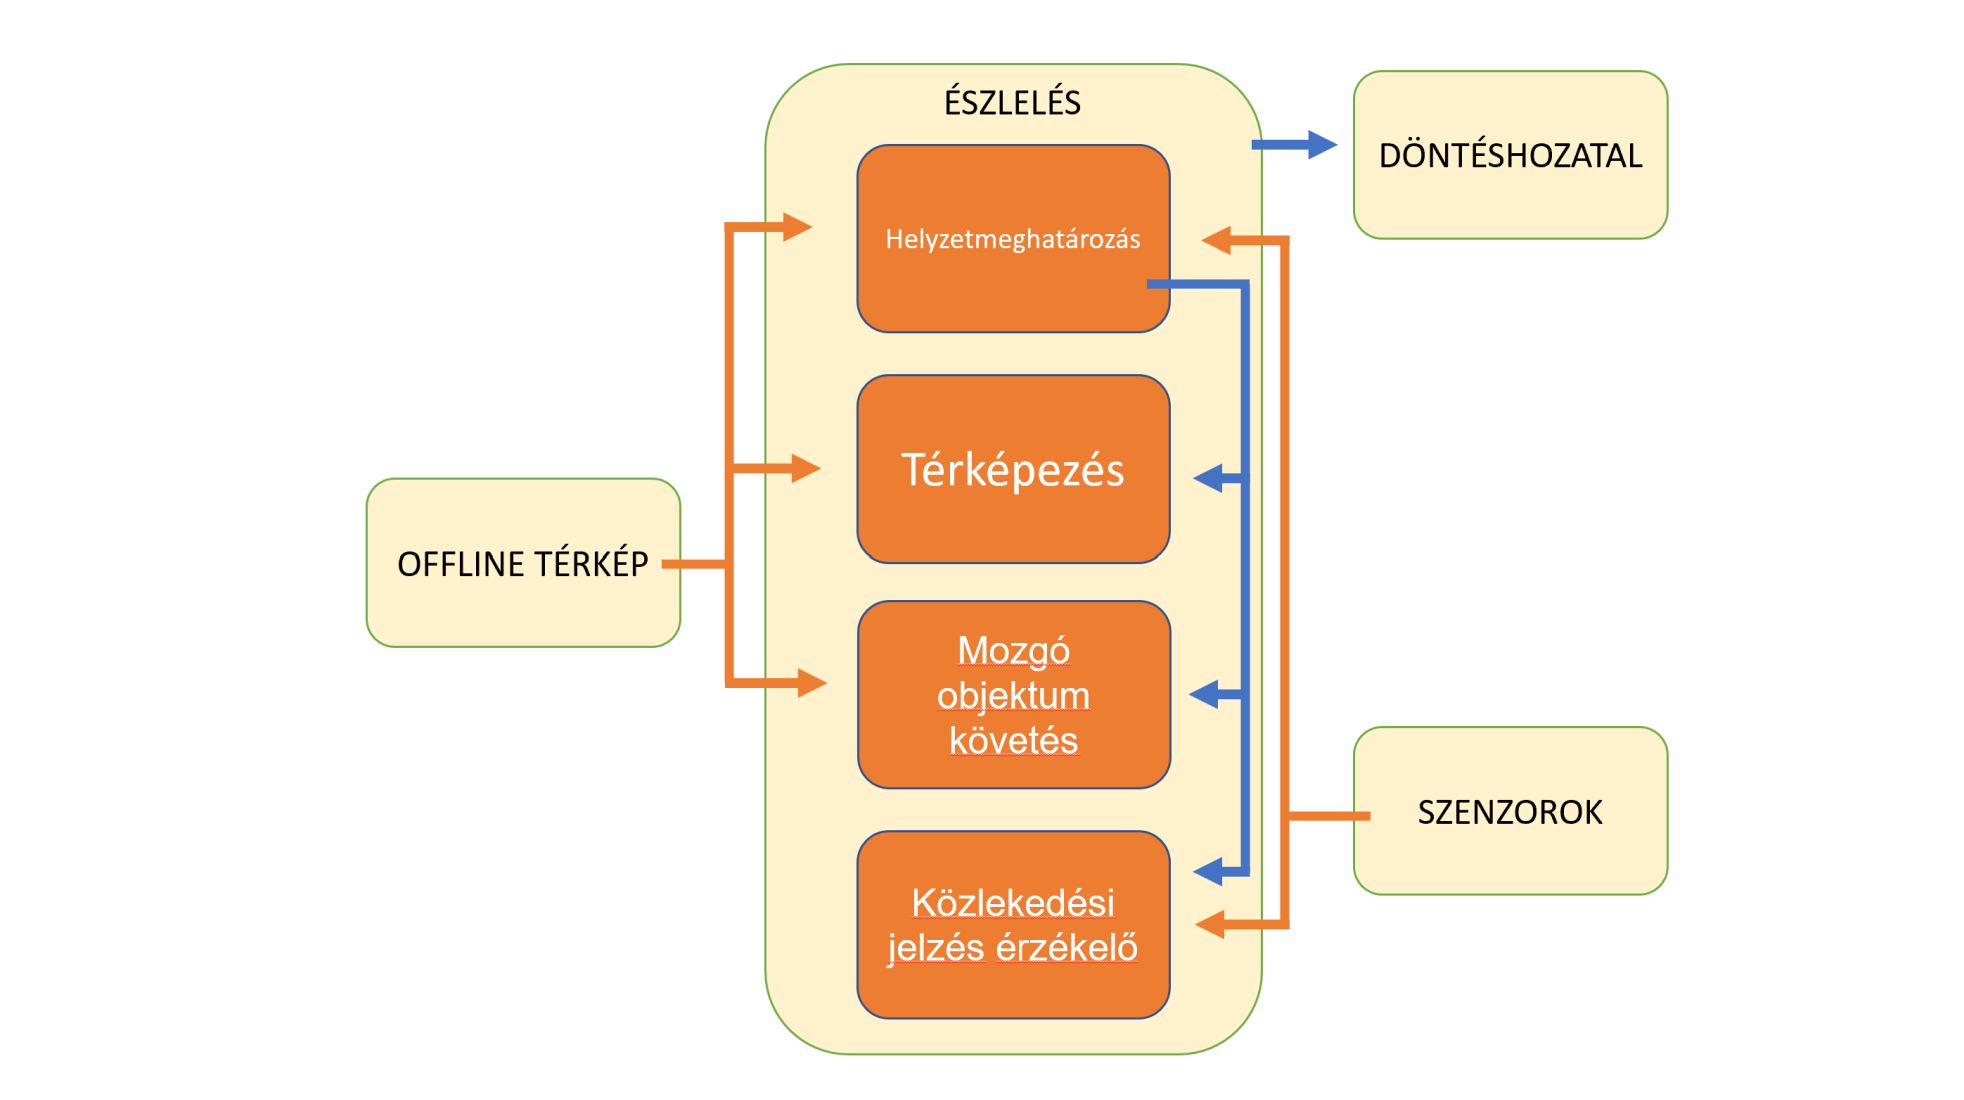 ÉSZLELÉS
DÖNTÉSHOZATAL
Helyzetmeghatározás
Térképezés
OFFLINE TÉRKÉP
Mozgó
objektum
követés
SZENZOROK
Közlekedési
jelzés érzékelő